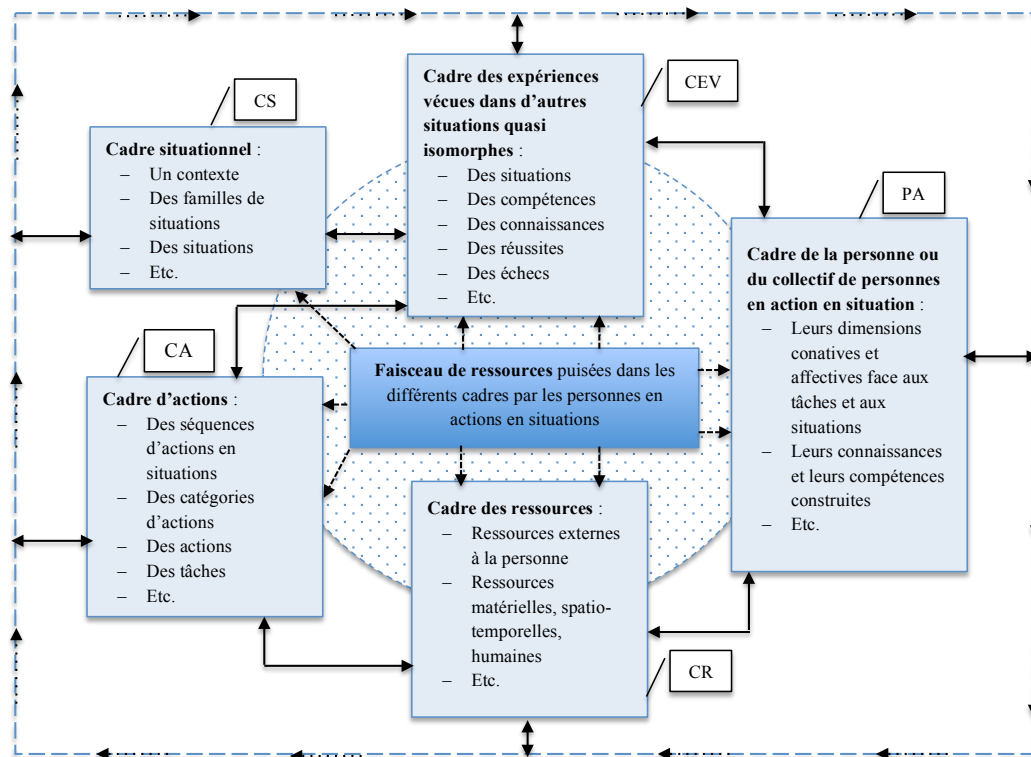 CS
Cadre situationnel :
– Un contexte
– Des familles de
situations
– Des situations
– Etc.
Cadre des expériences
vécues dans d'autres
situations quasi
isomorphes :
– Des situations
– Des compétences
– Des connaissances
– Des réussites
– Des échecs
– Etc.
CEV
PA
Cadre de la personne ou
du collectif de personnes
en action en situation :
– Leurs dimensions
conatives et
affectives face aux
tâches et aux
situations
– Leurs connaissances
et leurs compétences
construites
– Etc.
CA
Cadre d'actions :
– Des séquences
d'actions en
situations
– Des catégories
d'actions
– Des actions
– Des tâches
– Etc.
Faisceau de ressources puisées dans les
différents cadres par les personnes en
actions en situations
Cadre des ressources :
– Ressources externes
à la personne
– Ressources
matérielles, spatio-
temporelles,
humaines
– Etc.
CR